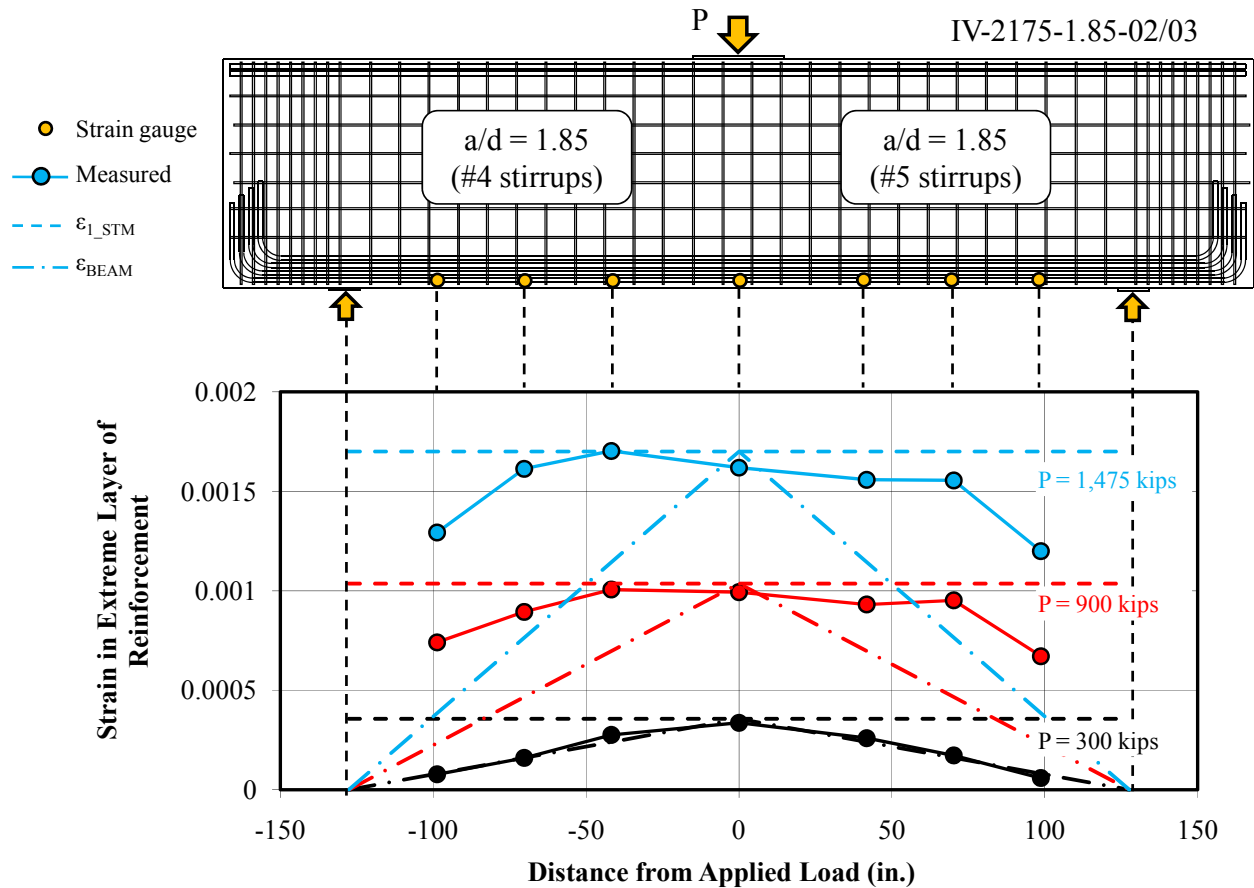 P
IV-2175-1.85-02/03
Strain gauge
Measured
ε1_STM
εBEAM
a/d = 1.85
(#4 stirrups)
a/d = 1.85
(#5 stirrups)
Strain in Extreme Layer of
Reinforcement
0.002
0.0015
0.001
0.0005
0
P = 1,475 kips
P = 900 kips
P = 300 kips
-150
-100
-50
0
50
100
150
Distance from Applied Load (in.)